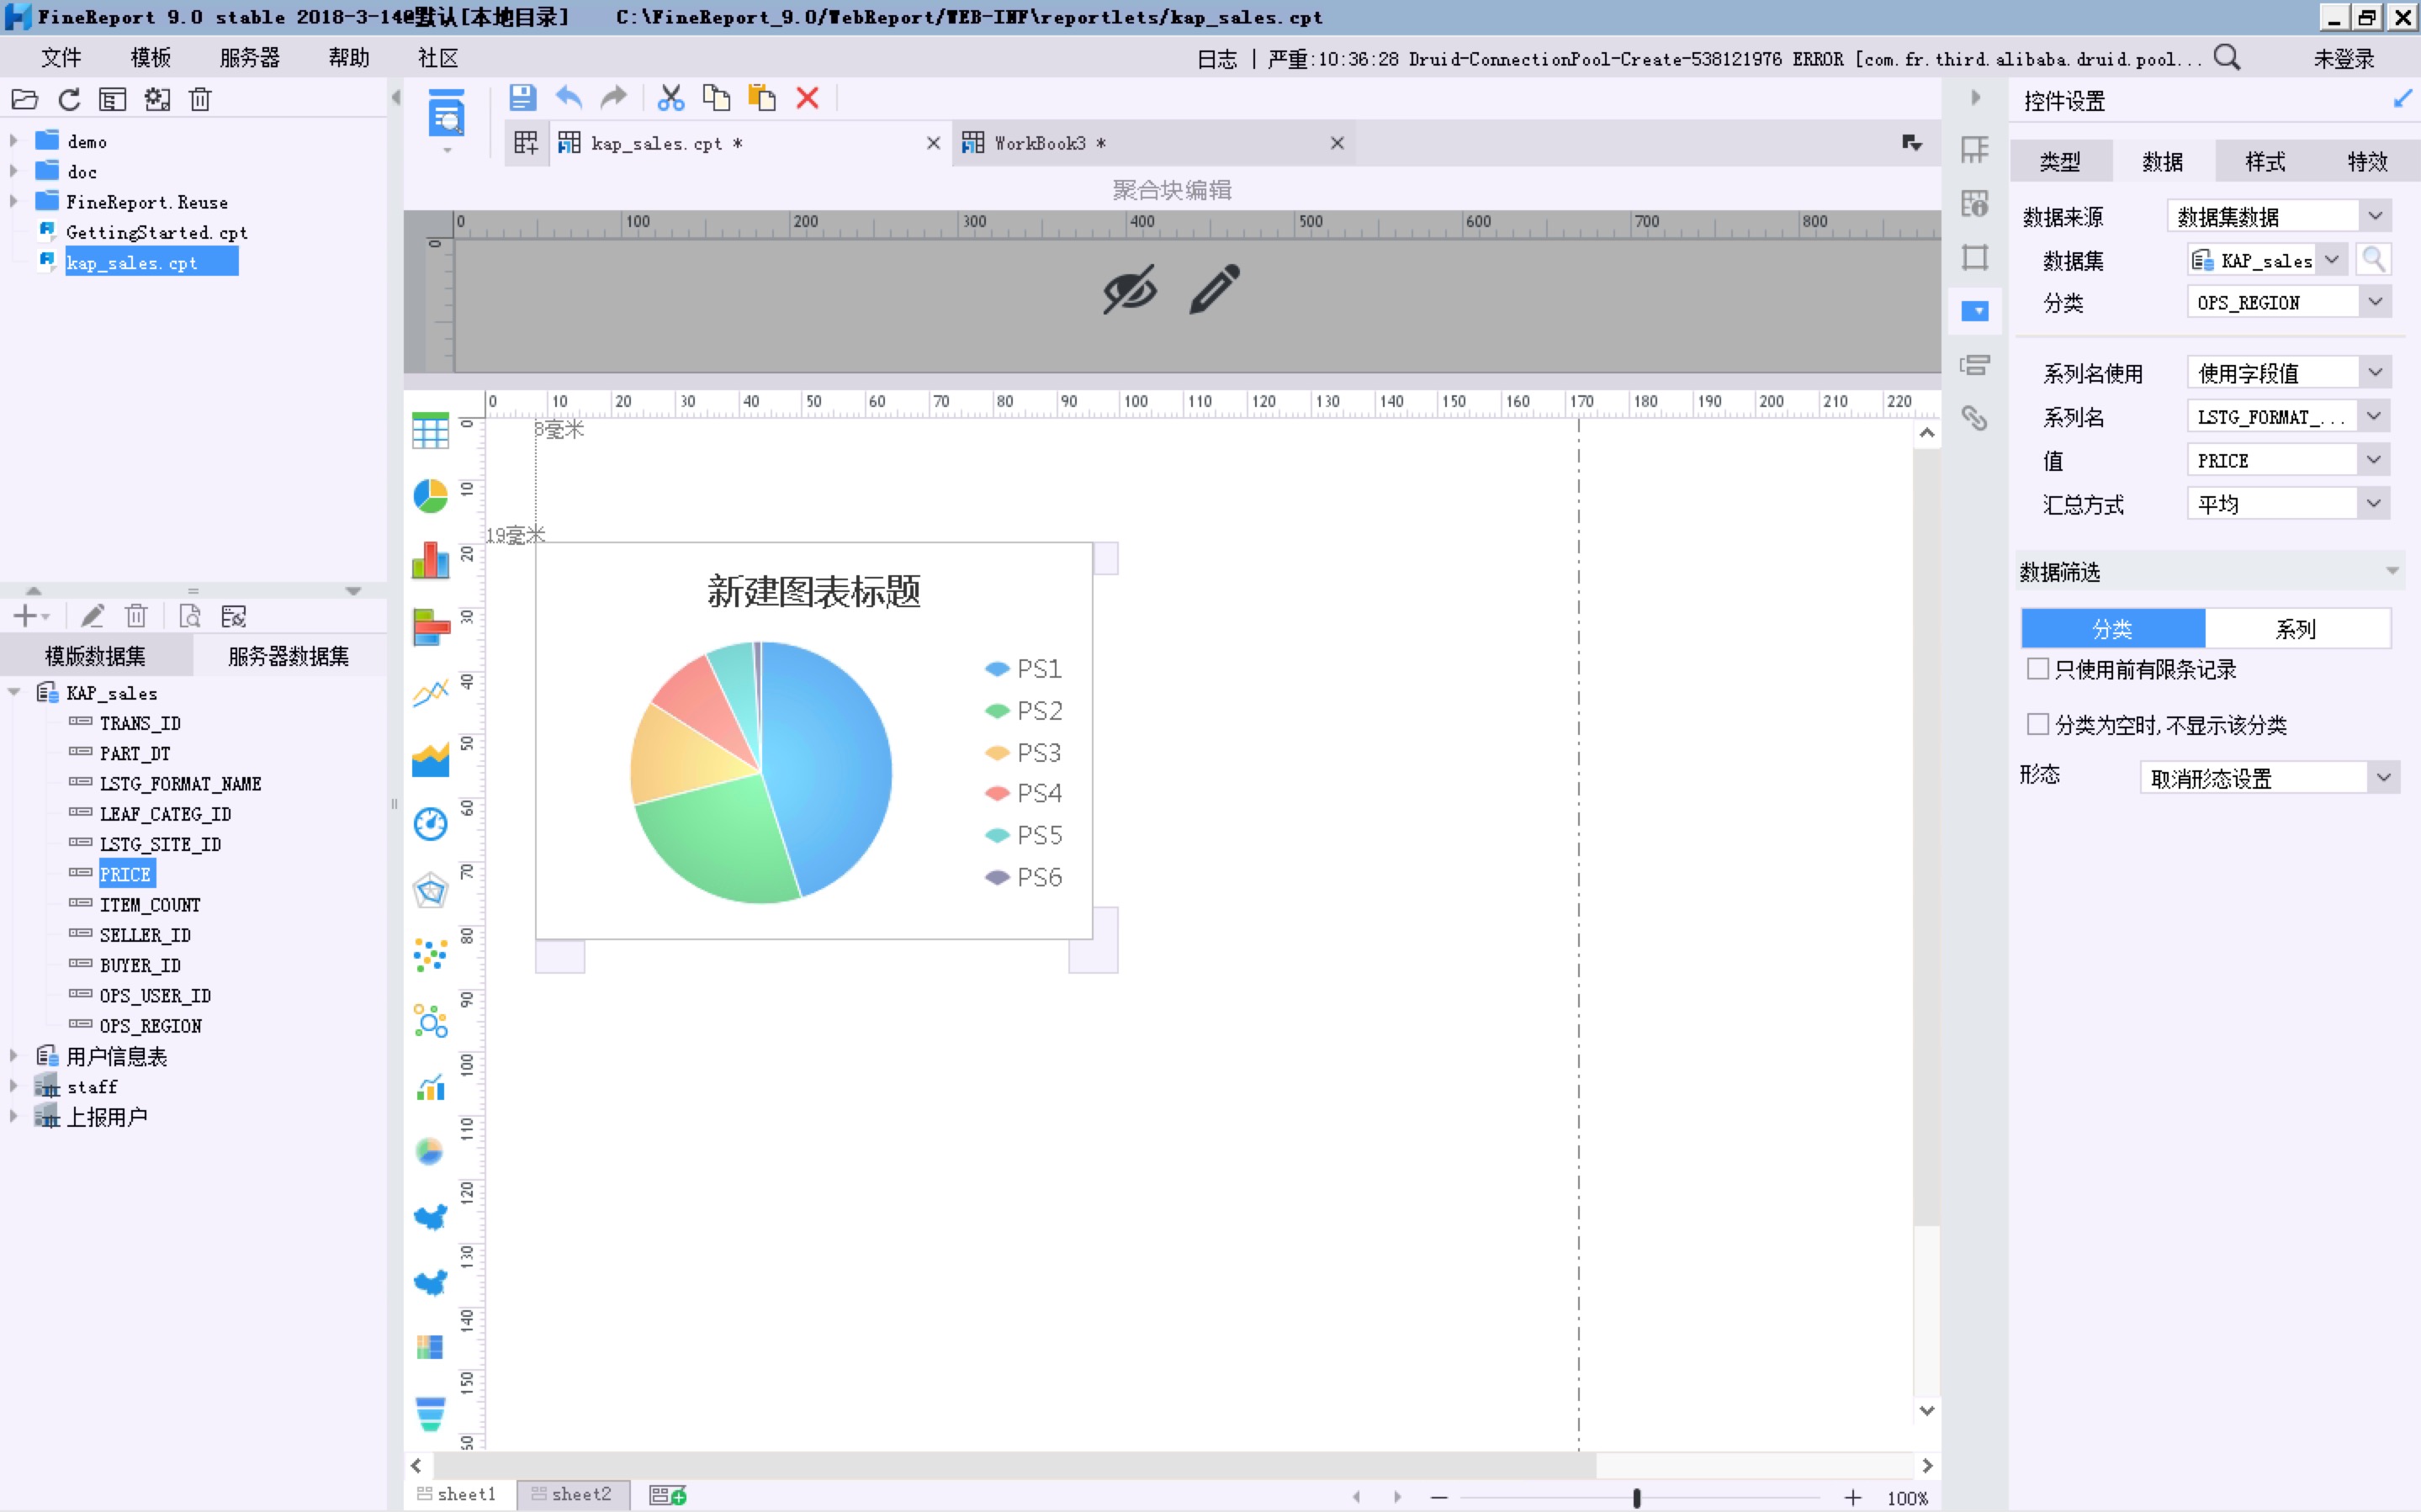 FineReport 9.0 stable 2018-3-14@默认[本地目录] C:\FineReport_9.0/WebReport/WEB-INF\reportlets/kap_sales.cpt
文件 模板 服务器 帮助 社区
日志 | 严重:10:36:28 Druid-ConnectionPool-Create-538121976 ERROR [com.fr.third.alibaba.druid.pool... 未登录
demo
doc
FineReport.Reuse
GettingStarted.cpt
kap_sales.cpt
模版数据集 服务器数据集
KAP_sales
TRANS_ID
PART_DT
LSTG_FORMAT_NAME
LEAF_CATEG_ID
LSTG_SITE_ID
PRICE
ITEM_COUNT
SELLER_ID
BUYER_ID
OPS_USER_ID
OPS_REGION
用户信息表
staff
上报用户
kap_sales.cpt * WorkBook3 *
聚合块编辑
0 100 200 300 400 500 600 700 800
0
0 10 20 30 40 50 60 70 80 90 100 110 120 130 140 150 160 170 180 190 200 210 220
0
10
20
30
40
50
60
70
80
90
100
110
120
130
140
150
8毫米
19毫米
新建图表标题
PS1
PS2
PS3
PS4
PS5
PS6
sheet1 sheet2
100%
控件设置
类型 数据 样式 特效
数据来源 数据集数据
数据集 KAP_sales
分类 OPS_REGION
系列名使用 使用字段值
系列名 LSTG_FORMAT_...
值 PRICE
汇总方式 平均
数据筛选
分类 系列
只使用前有限条记录
分类为空时,不显示该分类
形态 取消形态设置